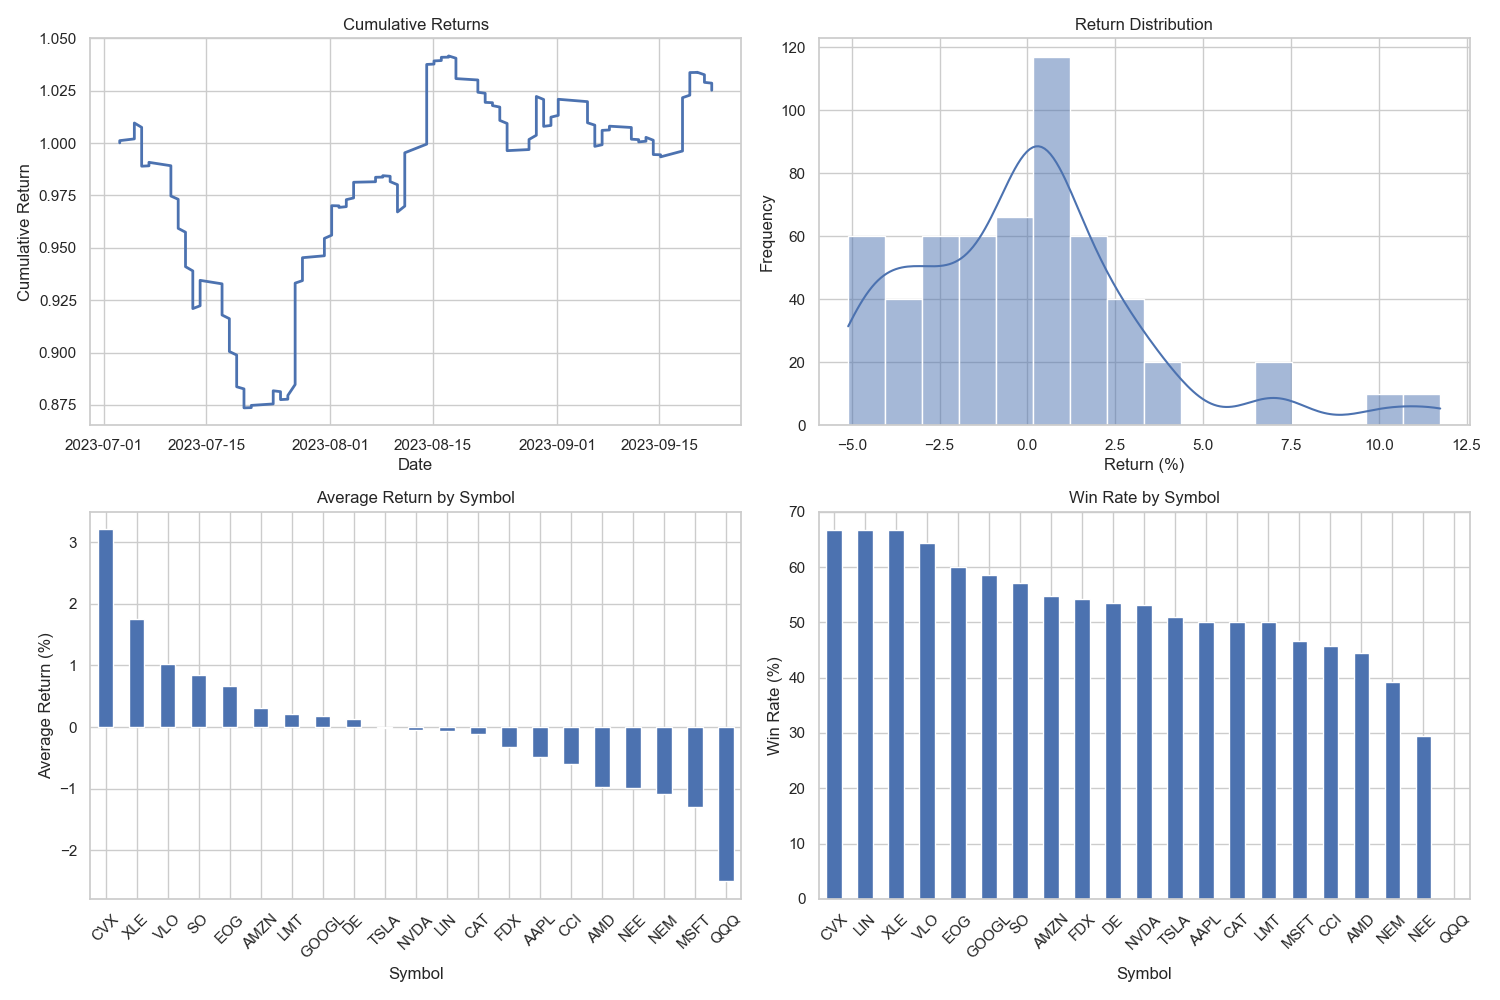 Cumulative Returns
1.050
1.025
1.000
0.975
0.950
0.925
0.900
0.875
Cumulative Return
2023-07-01 2023-07-15 2023-08-01 2023-08-15 2023-09-01 2023-09-15
Date
Return Distribution
120
100
80
60
40
20
0
Frequency
−5.0 −2.5 0.0 2.5 5.0 7.5 10.0 12.5
Return (%)
Average Return by Symbol
3
2
1
0
−1
−2
Average Return (%)
CVX XLE VLO SO EOG AMZN LMT GOOGL DE TSLA NVDA LIN CAT FDX AAPL CCI AMD NEE NEM MSFT QQQ
Symbol
Win Rate by Symbol
70
60
50
40
30
20
10
0
Win Rate (%)
CVX LIN XLE VLO EOG GOOGL SO AMZN FDX DE NVDA TSLA AAPL CAT LMT MSFT CCI AMD NEM NEE QQQ
Symbol